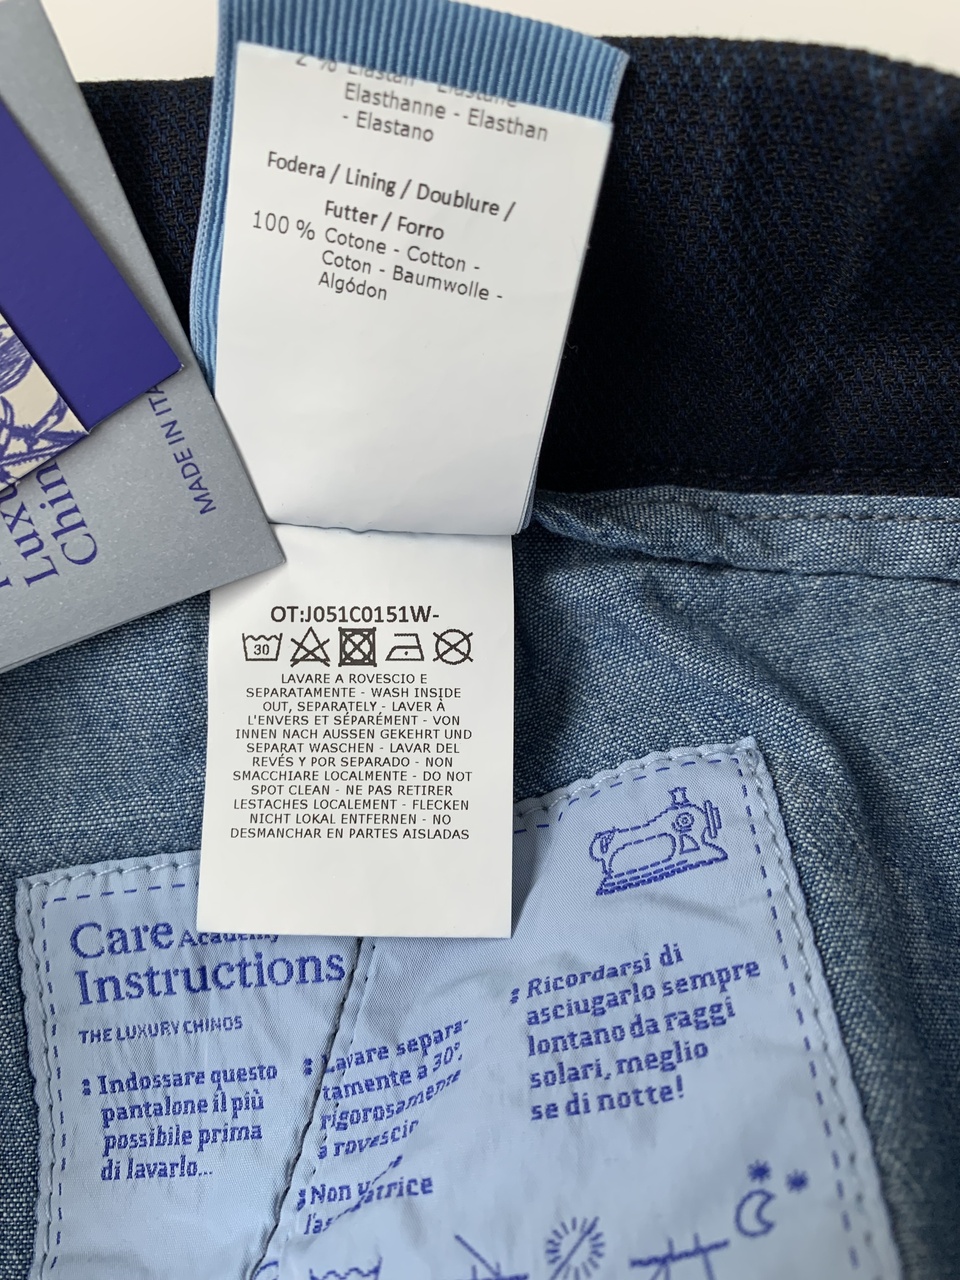 2 % Elastan - Elastane
Elasthanne - Elasthan
- Elastano
Fodera / Lining / Doublure /
Futter / Forro
100 % Cotone - Cotton -
Coton - Baumwolle -
Algódon
MADE IN ITA
Luxu
Chin
OT:J051C0151W-
30
LAVARE A ROVESCIO E
SEPARATAMENTE - WASH INSIDE
OUT, SEPARATELY - LAVER À
L'ENVERS ET SÉPARÉMENT - VON
INNEN NACH AUSSEN GEKEHRT UND
SEPARAT WASCHEN - LAVAR DEL
REVÉS Y POR SEPARADO - NON
SMACCHIARE LOCALMENTE - DO NOT
SPOT CLEAN - NE PAS RETIRER
LESTACHES LOCALEMENT - FLECKEN
NICHT LOKAL ENTFERNEN - NO
DESMANCHAR EN PARTES AISLADAS
Care Academy
Instructions
THE LUXURY CHINOS
: Indossare questo
pantalone il più
possibile prima
di lavarlo...
: Lavare separa-
tamente a 30°,
rigorosamente
a rovescio
: Non
: Ricordarsi di
asciugarlo sempre
lontano da raggi
solari, meglio
se di notte!